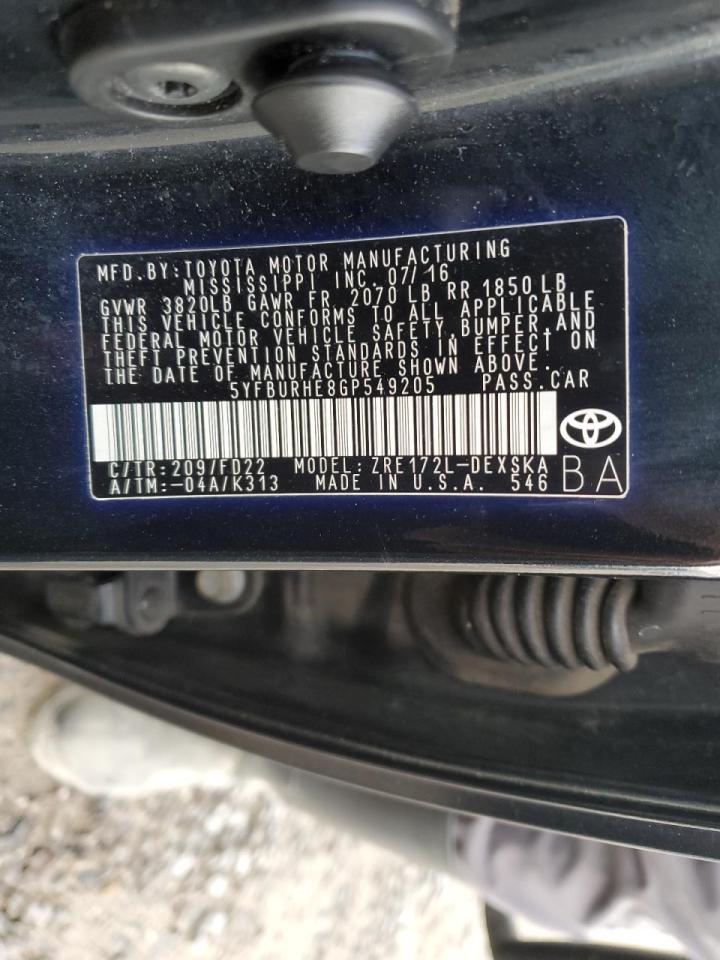 MFD. BY: TOYOTA MOTOR MANUFACTURING
MISSISSIPPI INC. 07/16
GVWR 3820LB GAWR FR. 2070 LB RR 1850 LB
THIS VEHICLE CONFORMS TO ALL APPLICABLE
FEDERAL MOTOR VEHICLE SAFETY, BUMPER, AND
THEFT PREVENTION STANDARDS IN EFFECT ON
THE DATE OF MANUFACTURE SHOWN ABOVE.
5YFBURHE8GP549205 PASS. CAR
C/TR: 209/FD22 MODEL: ZRE172L-DEXSKA
A/TM: -04A/K313 MADE IN U.S.A. 546 BA